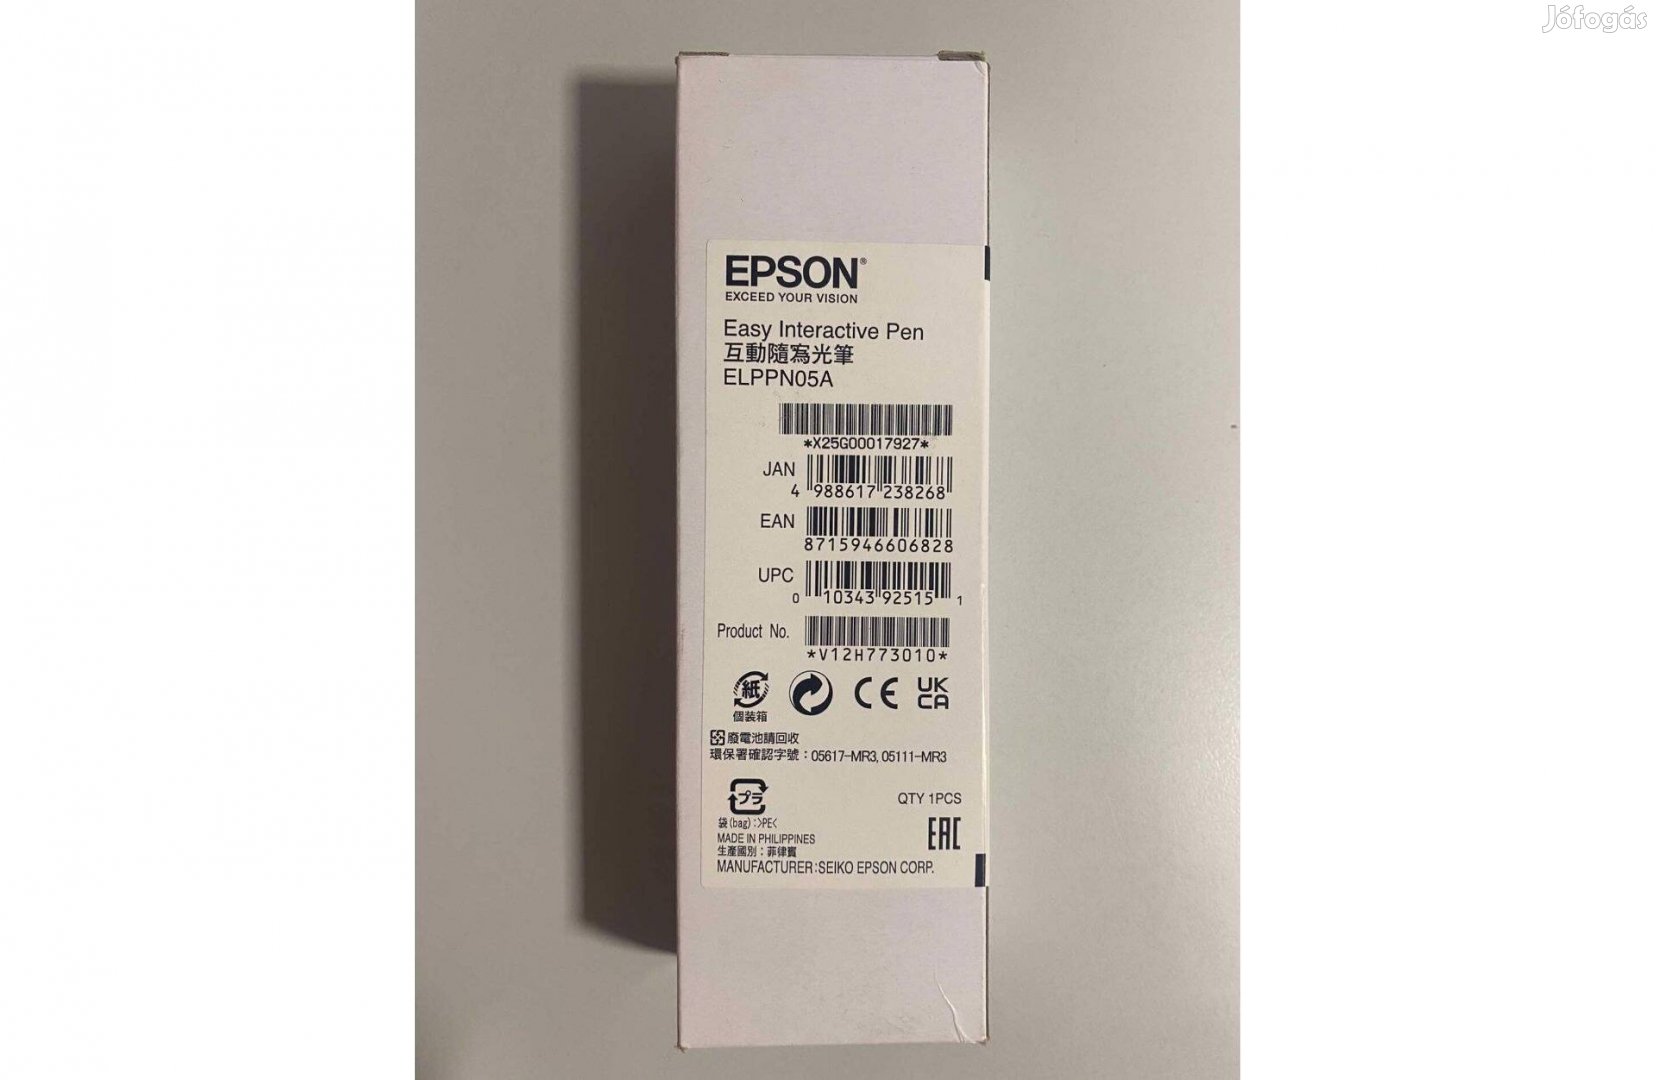 Jófogás
EPSON®
EXCEED YOUR VISION
Easy Interactive Pen
互動隨寫光筆
ELPPN05A
*X25G00017927*
JAN
4 988617 238268
EAN
8715946606828
UPC
0 10343 92515 1
Product No.
*V12H773010*
紙
個装箱
CE
UK
CA
廢電池請回收
環保署確認字號：05617-MR3, 05111-MR3
プラ
QTY 1PCS
袋(bag):>PE<
EAC
MADE IN PHILIPPINES
生產國別：菲律賓
MANUFACTURER:SEIKO EPSON CORP.